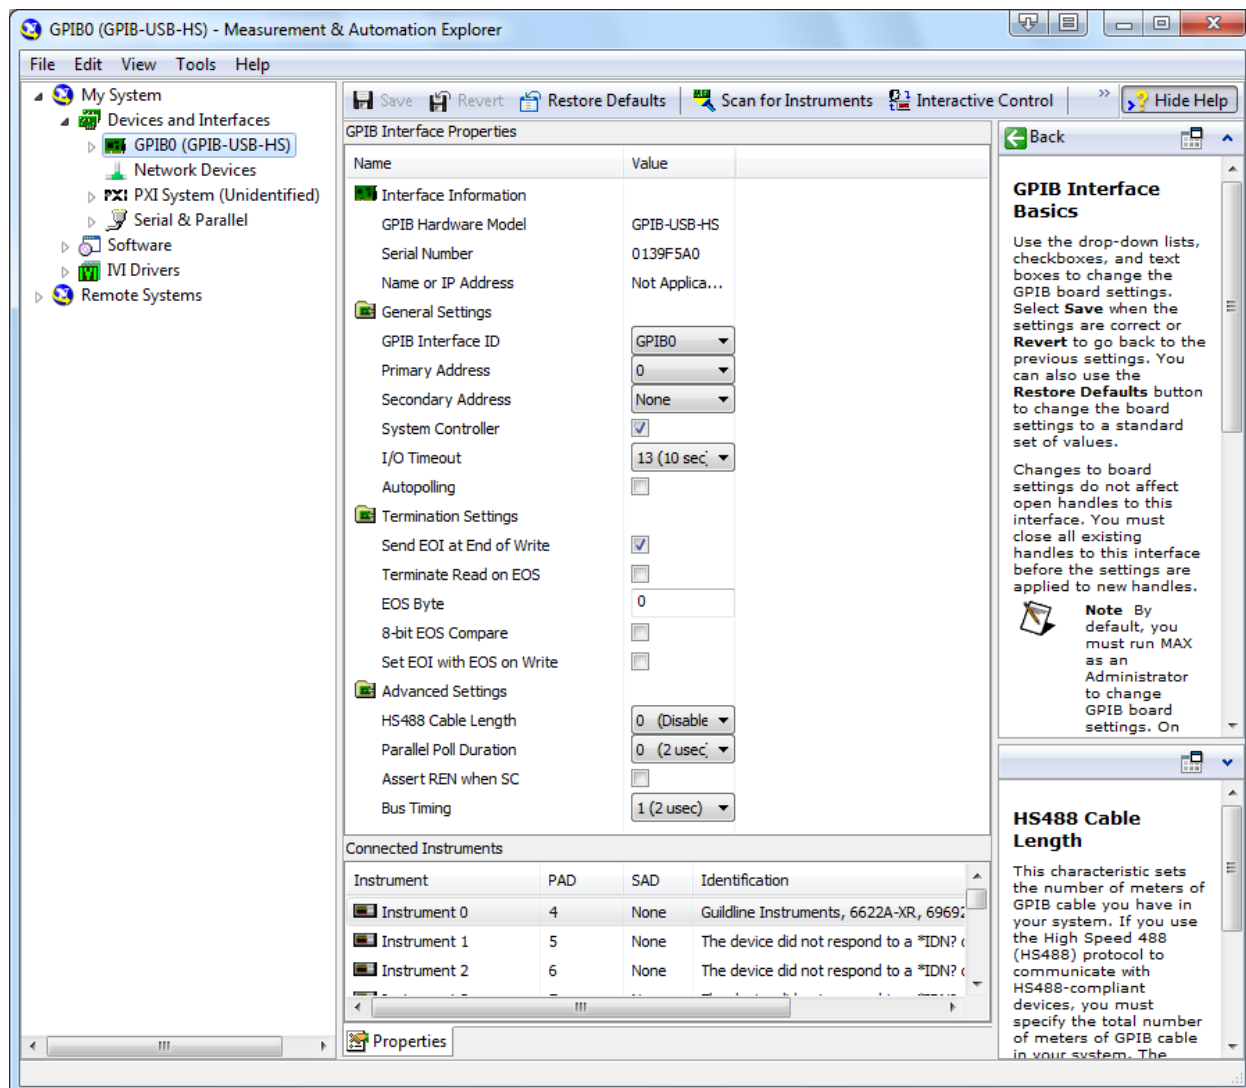 GPIB0 (GPIB-USB-HS) - Measurement & Automation Explorer
File Edit View Tools Help
My System
Devices and Interfaces
GPIB0 (GPIB-USB-HS)
Network Devices
PXI PXI System (Unidentified)
Serial & Parallel
Software
IVI Drivers
Remote Systems
Save Revert Restore Defaults Scan for Instruments Interactive Control » Hide Help
GPIB Interface Properties
Name Value
Interface Information
GPIB Hardware Model GPIB-USB-HS
Serial Number 0139F5A0
Name or IP Address Not Applica...
General Settings
GPIB Interface ID GPIB0
Primary Address 0
Secondary Address None
System Controller
I/O Timeout 13 (10 sec)
Autopolling
Termination Settings
Send EOI at End of Write
Terminate Read on EOS
EOS Byte 0
8-bit EOS Compare
Set EOI with EOS on Write
Advanced Settings
HS488 Cable Length 0 (Disable
Parallel Poll Duration 0 (2 usec)
Assert REN when SC
Bus Timing 1 (2 usec)
Connected Instruments
Instrument PAD SAD Identification
Instrument 0 4 None Guildline Instruments, 6622A-XR, 69692
Instrument 1 5 None The device did not respond to a *IDN?
Instrument 2 6 None The device did not respond to a *IDN?
Properties
Back
GPIB Interface
Basics
Use the drop-down lists,
checkboxes, and text
boxes to change the
GPIB board settings.
Select Save when the
settings are correct or
Revert to go back to the
previous settings. You
can also use the
Restore Defaults button
to change the board
settings to a standard
set of values.
Changes to board
settings do not affect
open handles to this
interface. You must
close all existing
handles to this interface
before the settings are
applied to new handles.
Note By
default, you
must run MAX
as an
Administrator
to change
GPIB board
settings. On
HS488 Cable
Length
This characteristic sets
the number of meters of
GPIB cable you have in
your system. If you use
the High Speed 488
(HS488) protocol to
communicate with
HS488-compliant
devices, you must
specify the total number
of meters of GPIB cable
in your system. The